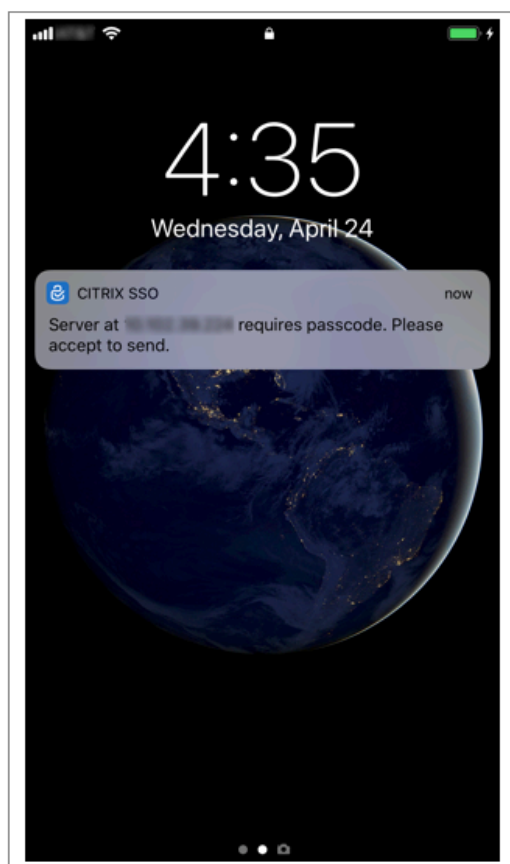 4:35
Wednesday, April 24
CITRIX SSO now
Server at requires passcode. Please
accept to send.